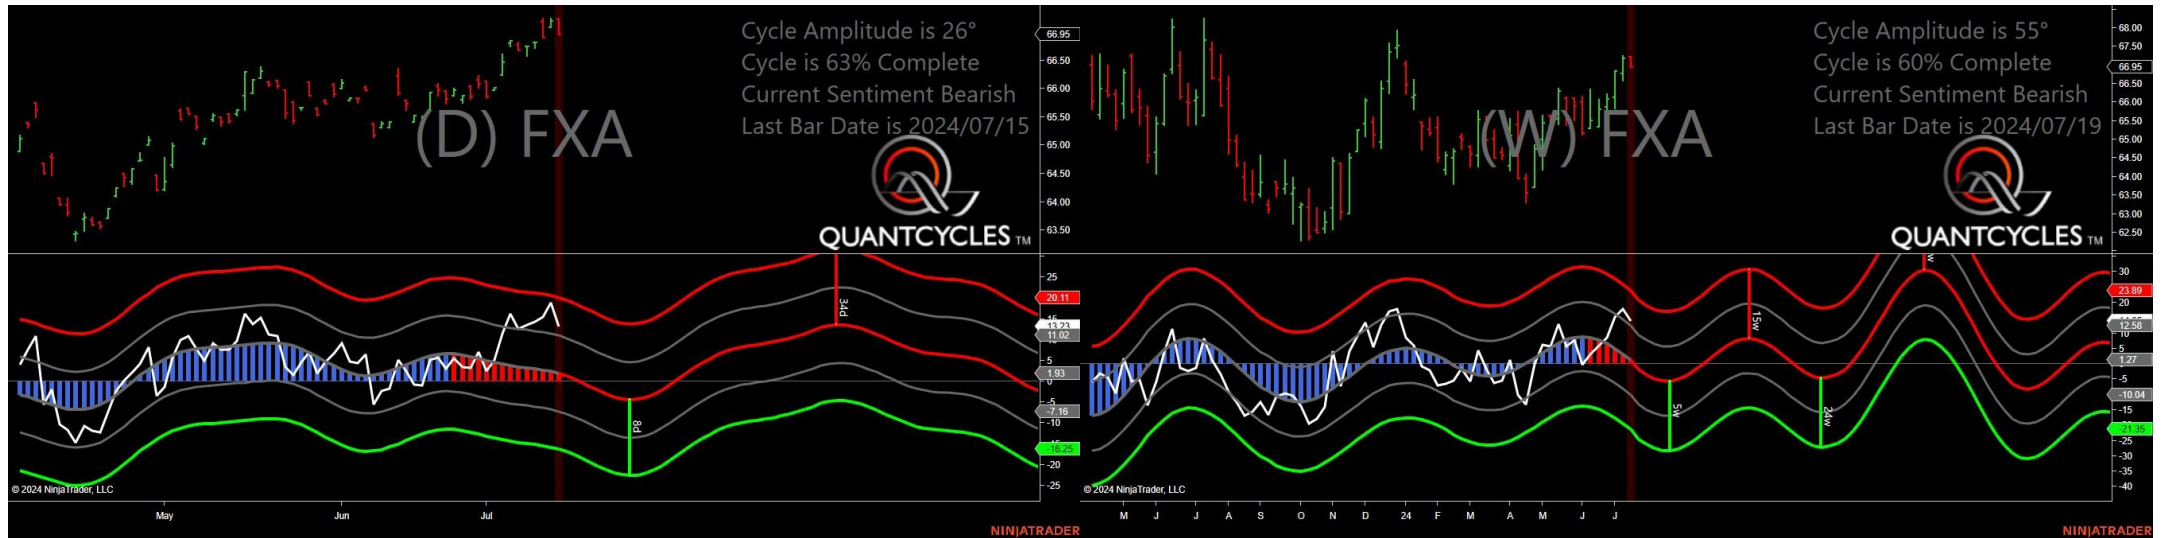 Cycle Amplitude is 26°
Cycle is 63% Complete
Current Sentiment Bearish
Last Bar Date is 2024/07/15
(D) FXA
QUANTCYCLES TM
66.95
66.50
66.00
65.50
65.00
64.50
64.00
63.50
25
20.11
15
13.23
11.02
5
1.93
0
-5
-7.16
-10
-16.25
-20
-25
34d
8d
© 2024 NinjaTrader, LLC
May
Jun
Jul
NINJATRADER
Cycle Amplitude is 55°
Cycle is 60% Complete
Current Sentiment Bearish
Last Bar Date is 2024/07/19
(W) FXA
QUANTCYCLES TM
68.00
67.50
66.95
66.50
66.00
65.50
65.00
64.50
64.00
63.50
63.00
62.50
30
23.89
20
12.58
5
1.27
-5
-10.04
-15
-21.35
-25
-30
-35
-40
w
15w
5w
24w
© 2024 NinjaTrader, LLC
M
J
J
A
S
O
N
D
24
F
M
A
M
J
J
NINJATRADER